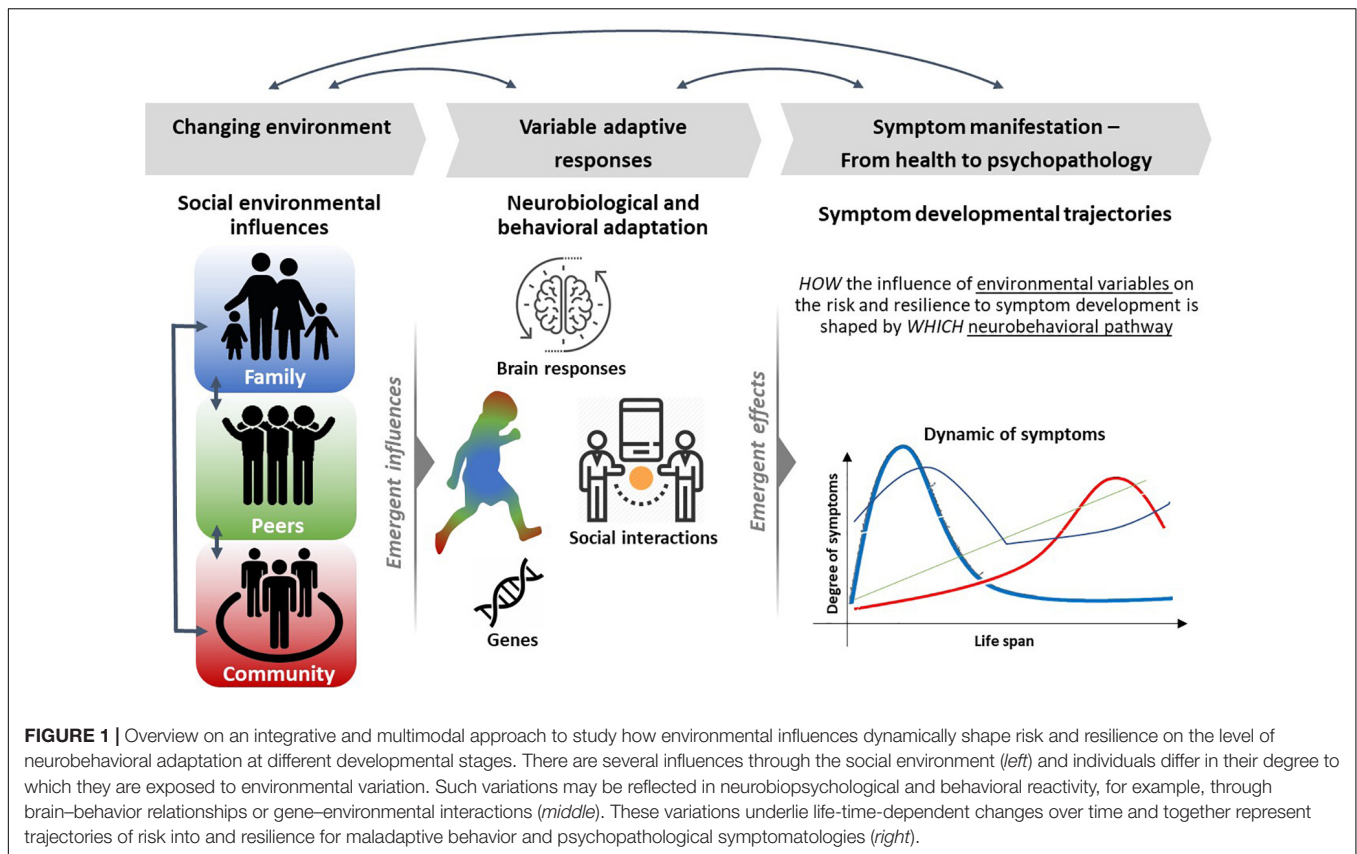 Changing environment
Variable adaptive
responses
Symptom manifestation –
From health to psychopathology
Social environmental
influences
Family
Peers
Community
Emergent influences
Neurobiological and
behavioral adaptation
Brain responses
Social interactions
Genes
Emergent effects
Symptom developmental trajectories
HOW the influence of environmental variables on
the risk and resilience to symptom development is
shaped by WHICH neurobehavioral pathway
Dynamic of symptoms
Degree of symptoms
Life span
FIGURE 1 | Overview on an integrative and multimodal approach to study how environmental influences dynamically shape risk and resilience on the level of
neurobehavioral adaptation at different developmental stages. There are several influences through the social environment (left) and individuals differ in their degree to
which they are exposed to environmental variation. Such variations may be reflected in neurobiopsychological and behavioral reactivity, for example, through
brain–behavior relationships or gene–environmental interactions (middle). These variations underlie life-time-dependent changes over time and together represent
trajectories of risk into and resilience for maladaptive behavior and psychopathological symptomatologies (right).